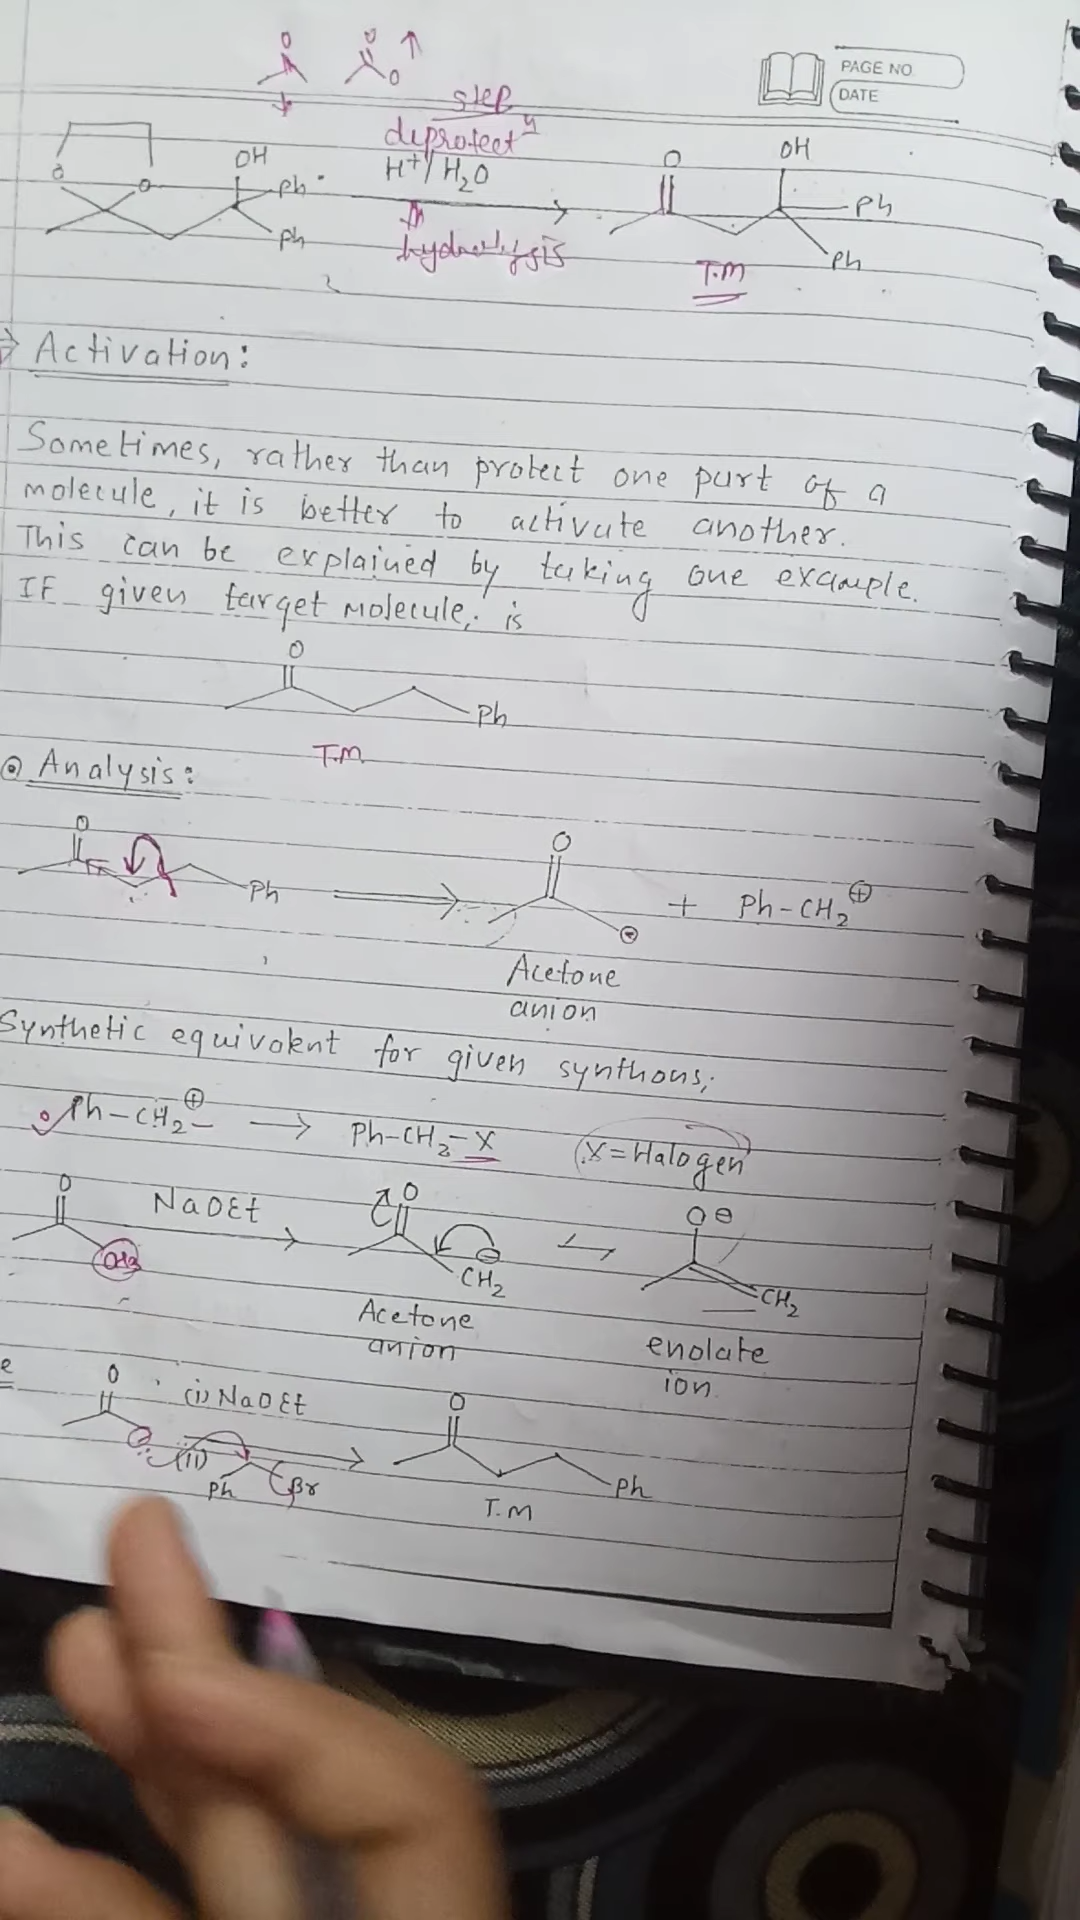 O O
O
PAGE NO.
DATE
step
deprotectn
H+/H2O
hydrolysis
O O OH Ph Ph
O OH Ph Ph
T.M
⇒ Activation:
Sometimes, rather than protect one part of a
molecule, it is better to activate another.
This can be explained by taking one example.
If given target molecule, is
O
Ph
T.M.
Analysis:
O Ph ⟹ O ⊖ + Ph-CH2⊕
Acetone
anion
Synthetic equivalent for given synthons;
Ph-CH2⊕ → Ph-CH2-X (X=Halogen)
O CH3 NaOEt → O ⊖ CH2 ⇌ O⊖ CH2
Acetone
anion
enolate
ion
e
O (i) NaOEt O
⊖ (ii) Ph Br → Ph
T.M